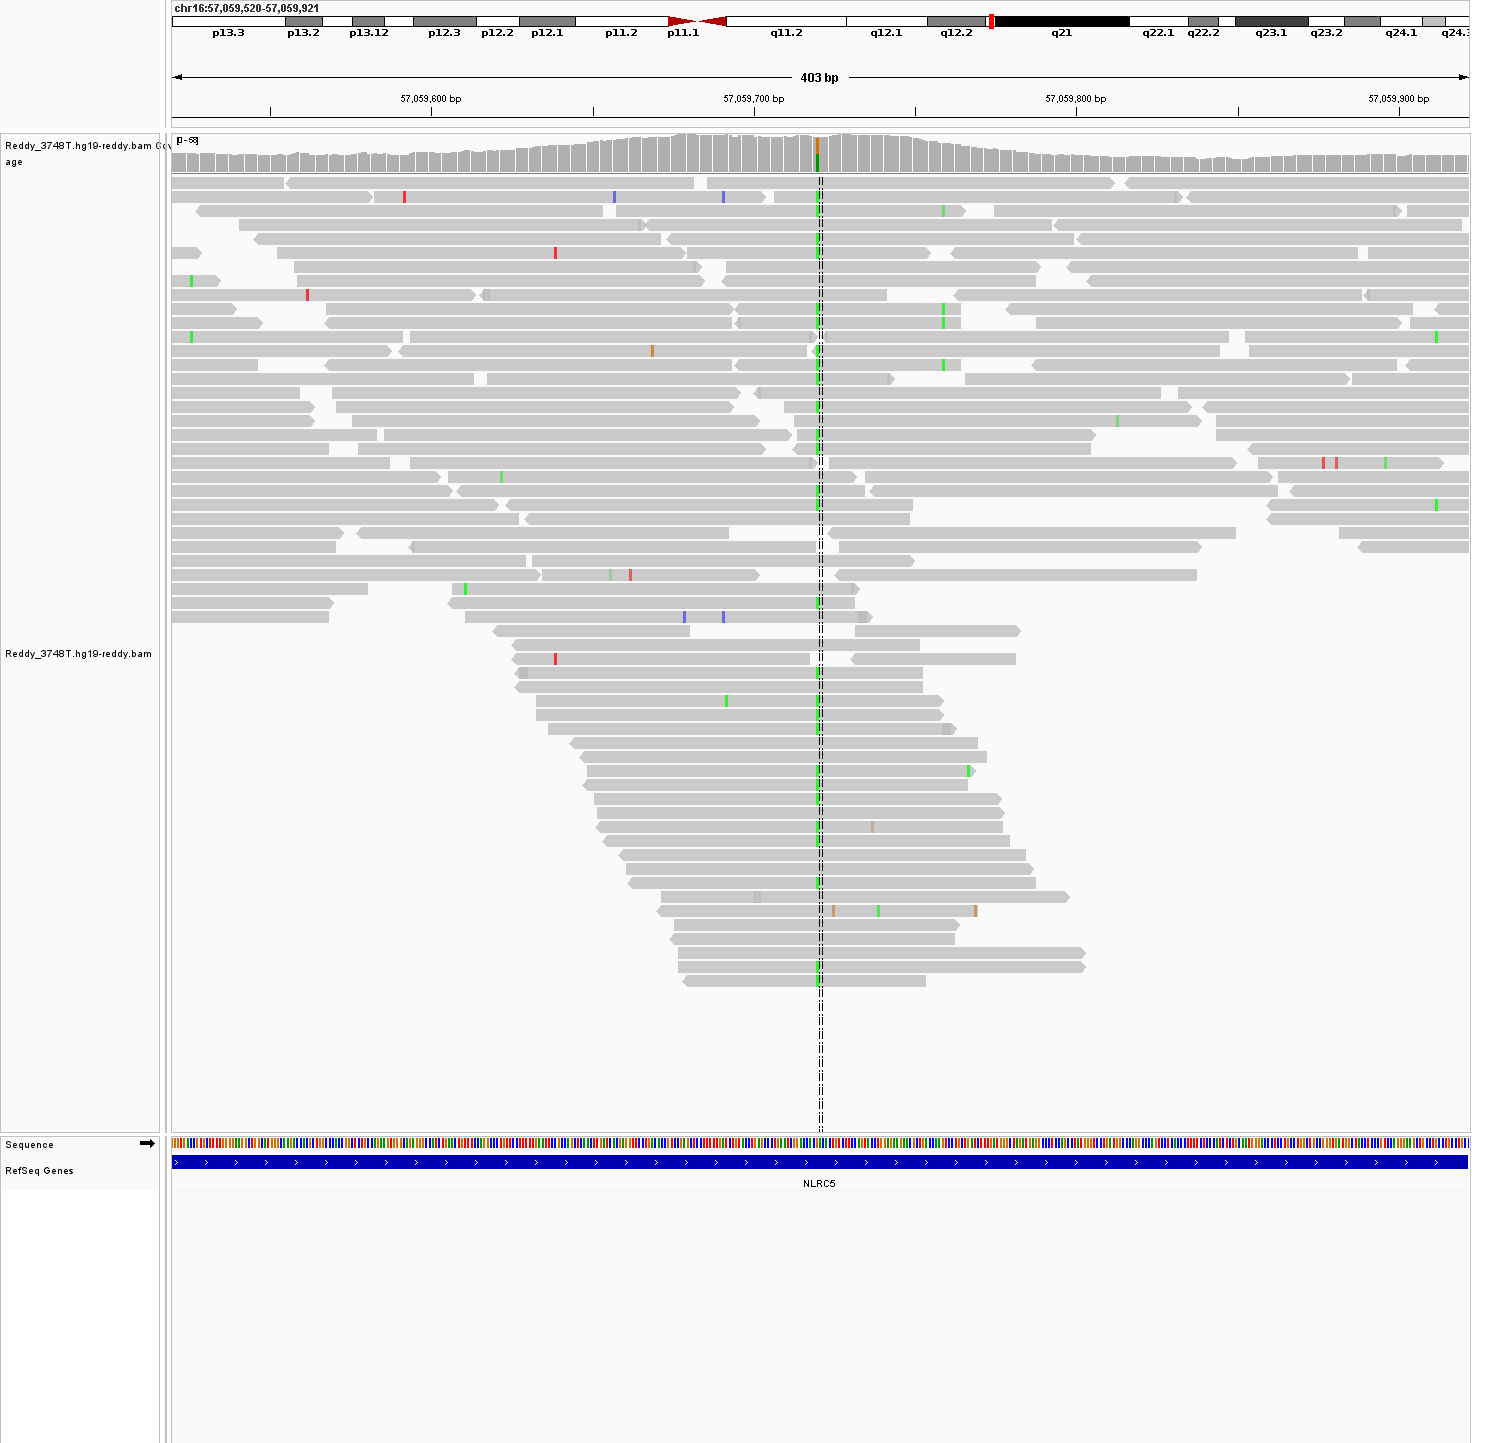 chr16:57,059,520-57,059,921
p13.3 p13.2 p13.12 p12.3 p12.2 p12.1 p11.2 p11.1 q11.2 q12.1 q12.2 q21 q22.1 q22.2 q23.1 q23.2 q24.1 q24.3
403 bp
57,059,600 bp 57,059,700 bp 57,059,800 bp 57,059,900 bp
[0-58]
Reddy_3748T.hg19-reddy.bam Cov
age
Reddy_3748T.hg19-reddy.bam
Sequence
RefSeq Genes
NLRC5